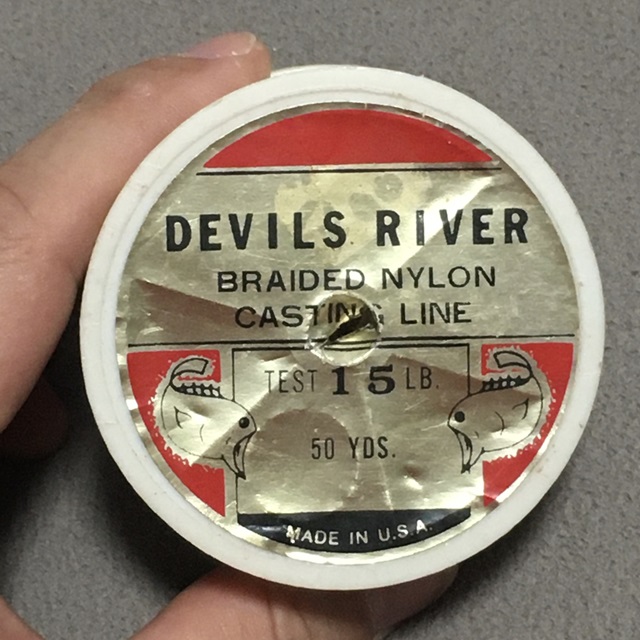 DEVILS RIVER
BRAIDED NYLON
CASTING LINE
TEST 15 LB.
50 YDS.
MADE IN U.S.A.